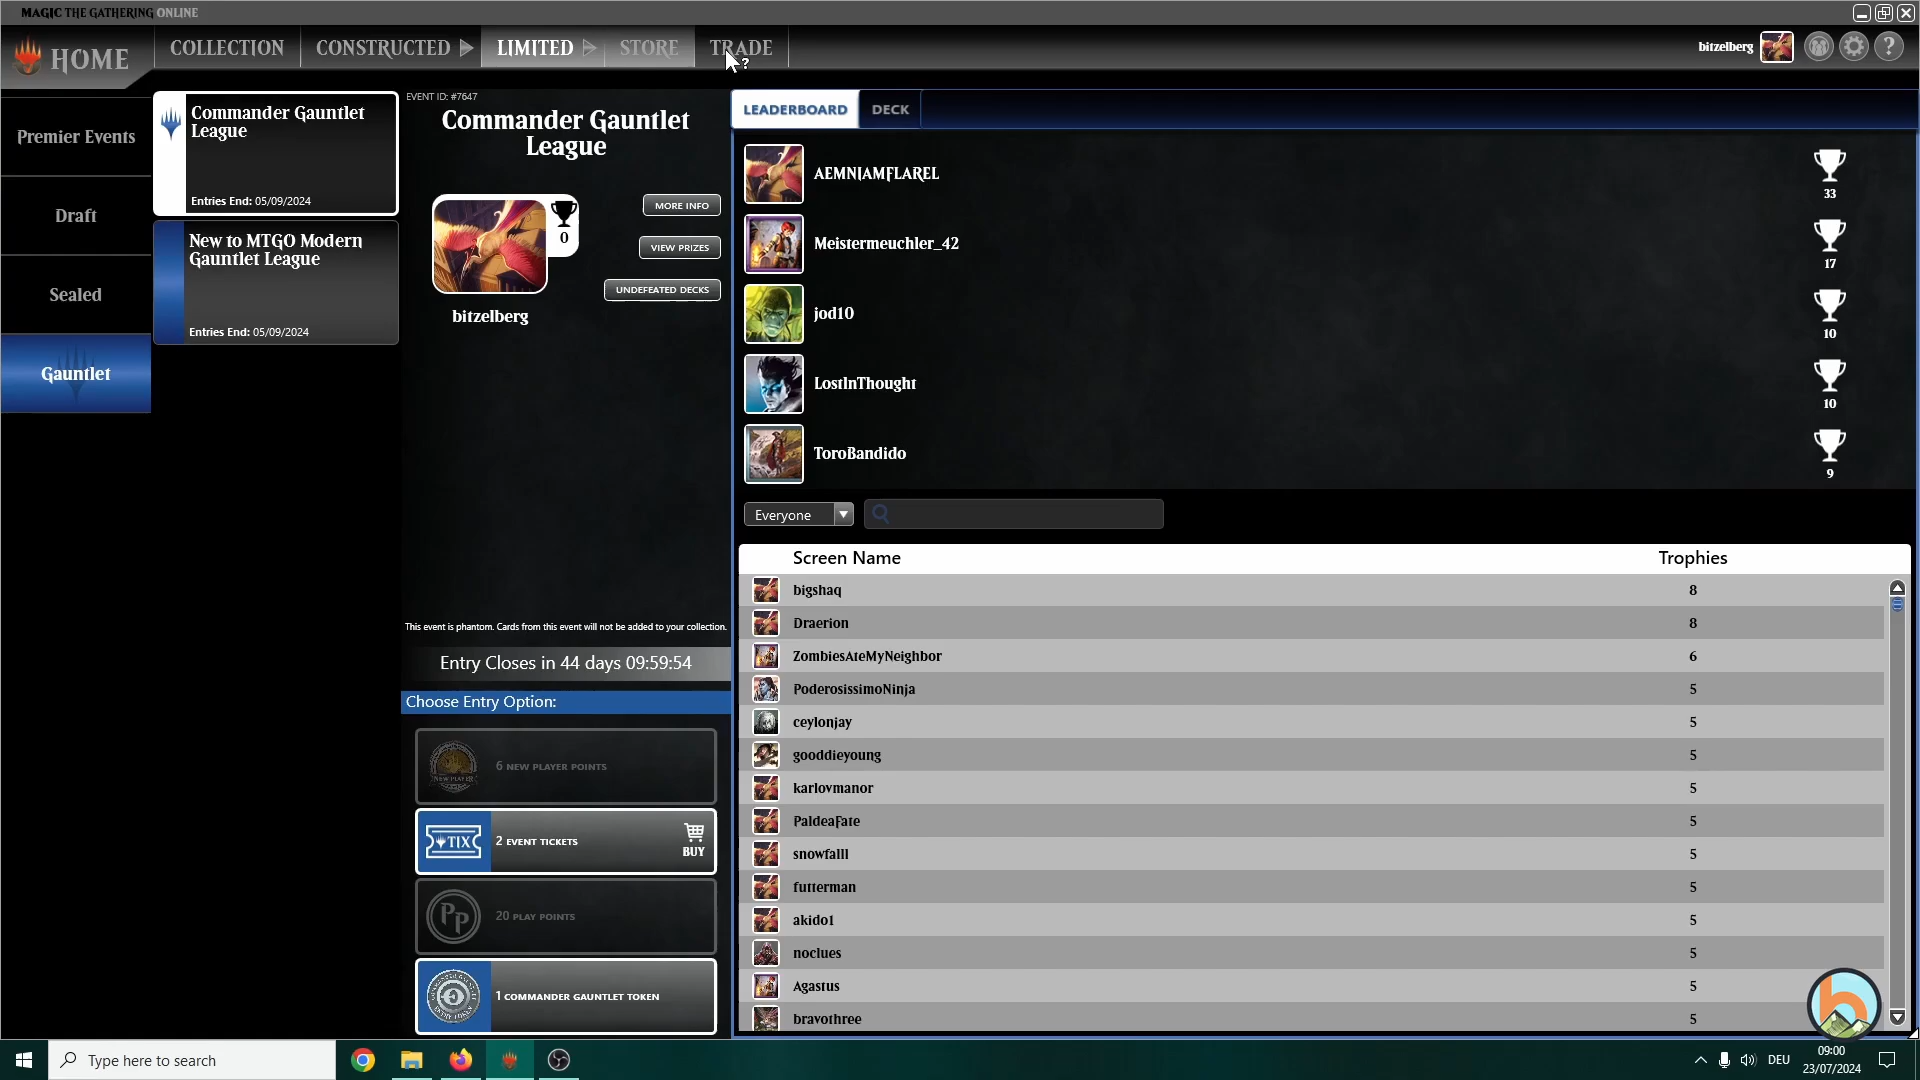 MAGIC THE GATHERING ONLINE
HOME
COLLECTION
CONSTRUCTED
LIMITED
STORE
TRADE
bitzelberg
Premier Events
Draft
Sealed
Gauntlet
Commander Gauntlet
League
Entries End: 05/09/2024
New to MTGO Modern
Gauntlet League
Entries End: 05/09/2024
EVENT ID: #7647
Commander Gauntlet
League
0
MORE INFO
VIEW PRIZES
UNDEFEATED DECKS
bitzelberg
This event is phantom. Cards from this event will not be added to your collection.
Entry Closes in 44 days 09:59:54
Choose Entry Option:
NEW PLAYER
6 NEW PLAYER POINTS
TIX
2 EVENT TICKETS
BUY
PP
20 PLAY POINTS
1 COMMANDER GAUNTLET TOKEN
LEADERBOARD
DECK
AEMNIAMFLAREL
33
Meistermeuchler_42
17
jod10
10
LostInThought
10
ToroBandido
9
Everyone
Screen Name Trophies
bigshaq 8
Draerion 8
ZombiesAteMyNeighbor 6
PoderosissimoNinja 5
ceylonjay 5
gooddieyoung 5
karlovmanor 5
PaldeaFate 5
snowfalll 5
futterman 5
akido1 5
noclues 5
Agastus 5
bravothree 5
Type here to search
DEU
09:00
23/07/2024